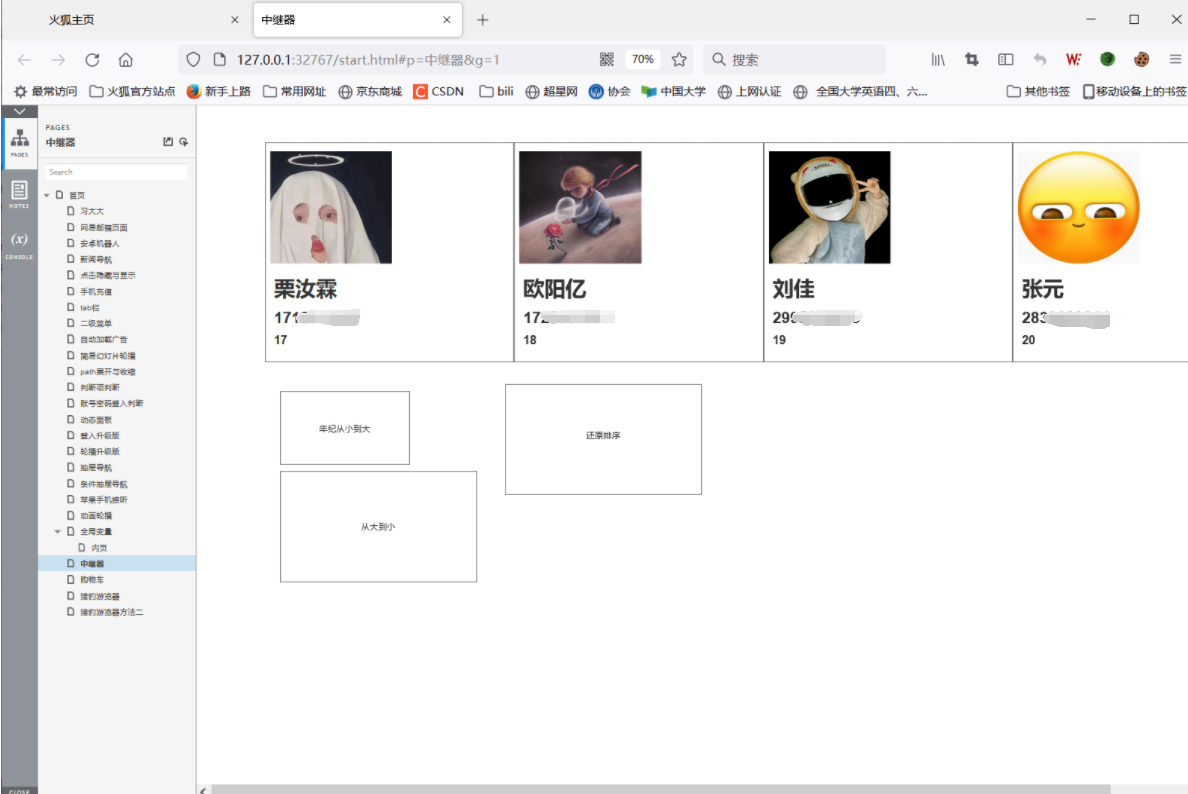 火狐主页
中继器
127.0.0.1:32767/start.html#p=中继器&g=1
70%
搜索
最常访问 火狐官方站点 新手上路 常用网址 京东商城 CSDN bili 超星网 协会 中国大学 上网认证 全国大学英语四、六... 其他书签 移动设备上的书签
PAGES
中继器
PAGES
Search
NOTES
(x)
CONSOLE
首页
习大大
网易邮箱页面
安卓机器人
新闻导航
点击隐藏与显示
手机充值
tab栏
二级菜单
自动加载广告
简易幻灯片轮播
path展开与收缩
判断项判断
账号密码登入判断
动态面板
登入升级版
轮播升级版
抽屉导航
条件抽屉导航
苹果手机接听
动画轮播
全局变量
内页
中继器
购物车
猎豹游览器
猎豹游览器方法二
CLOSE
栗汝霖
171
17
欧阳亿
172
18
刘佳
299
19
张元
283
20
年纪从小到大
还原排序
从大到小